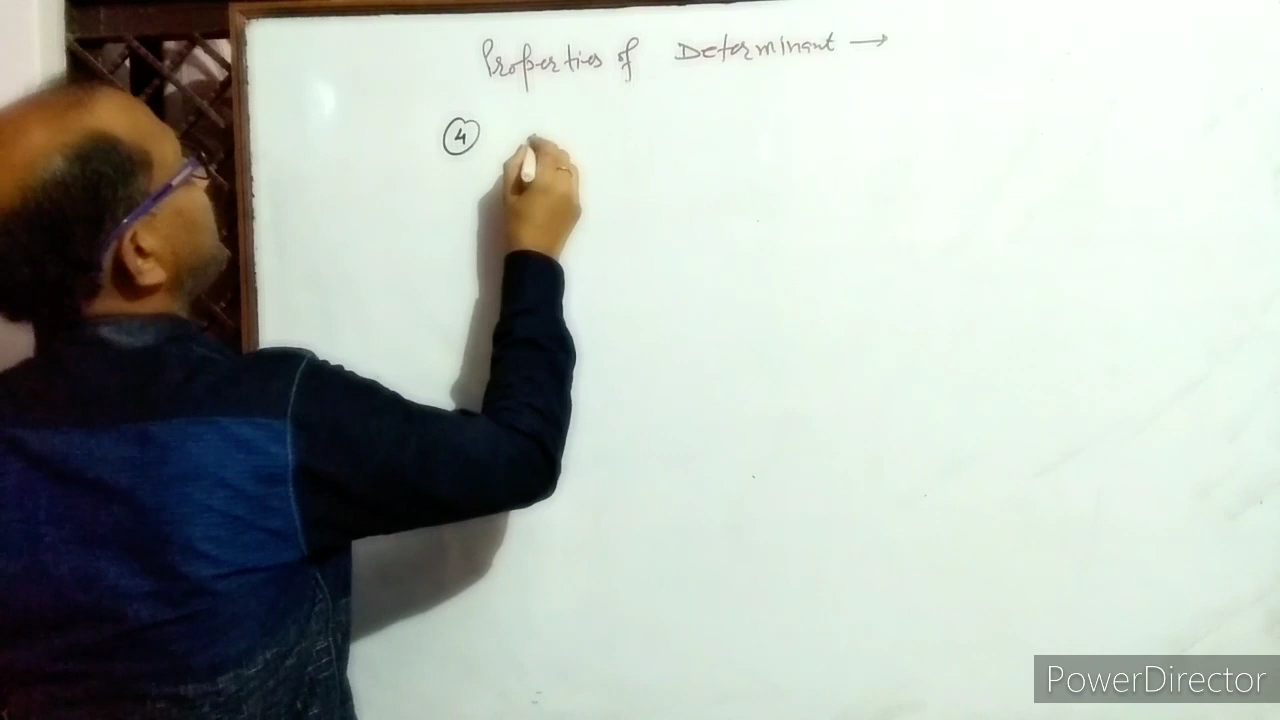 Properties of Determinant →
④
PowerDirector